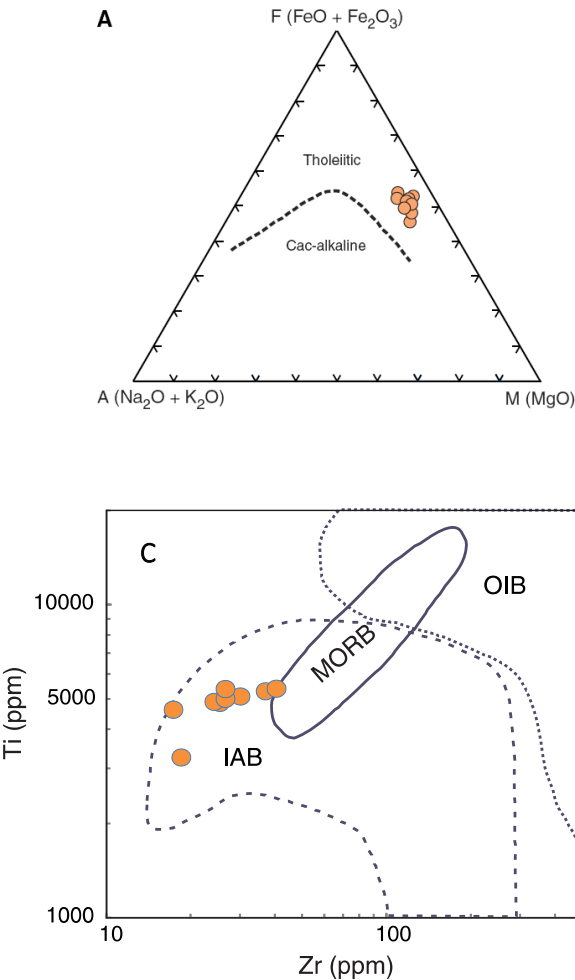 A
F (FeO + Fe₂O₃)
Tholeiitic
Cac-alkaline
A (Na₂O + K₂O)
M (MgO)
C
OIB
10000
MORB
5000
Ti (ppm)
IAB
1000
10
100
Zr (ppm)